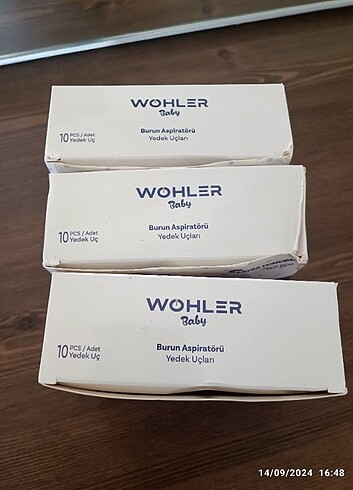 WOHLER
Baby
10 PCS / Adet
Yedek Uç
Burun Aspiratörü
Yedek Uçları
WOHLER
Baby
10 PCS / Adet
Yedek Uç
Burun Aspiratörü
Yedek Uçları
WOHLER
Baby
10 PCS / Adet
Yedek Uç
Burun Aspiratörü
Yedek Uçları
14/09/2024 16:48